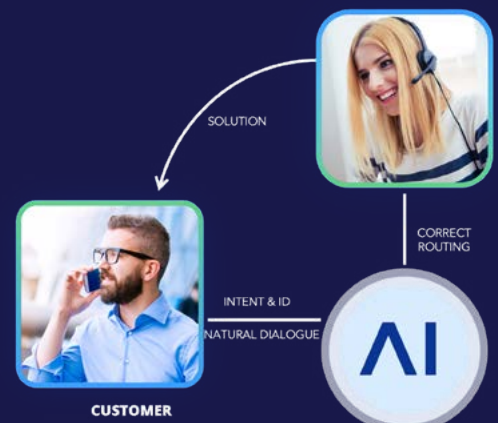 SOLUTION
CORRECT
ROUTING
INTENT & ID
NATURAL DIALOGUE
AI
CUSTOMER